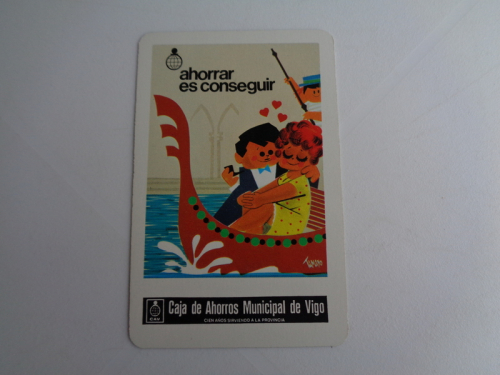 ahorrar
es conseguir
Caja de Ahorros Municipal de Vigo
CIEN AÑOS SIRVIENDO A LA PROVINCIA